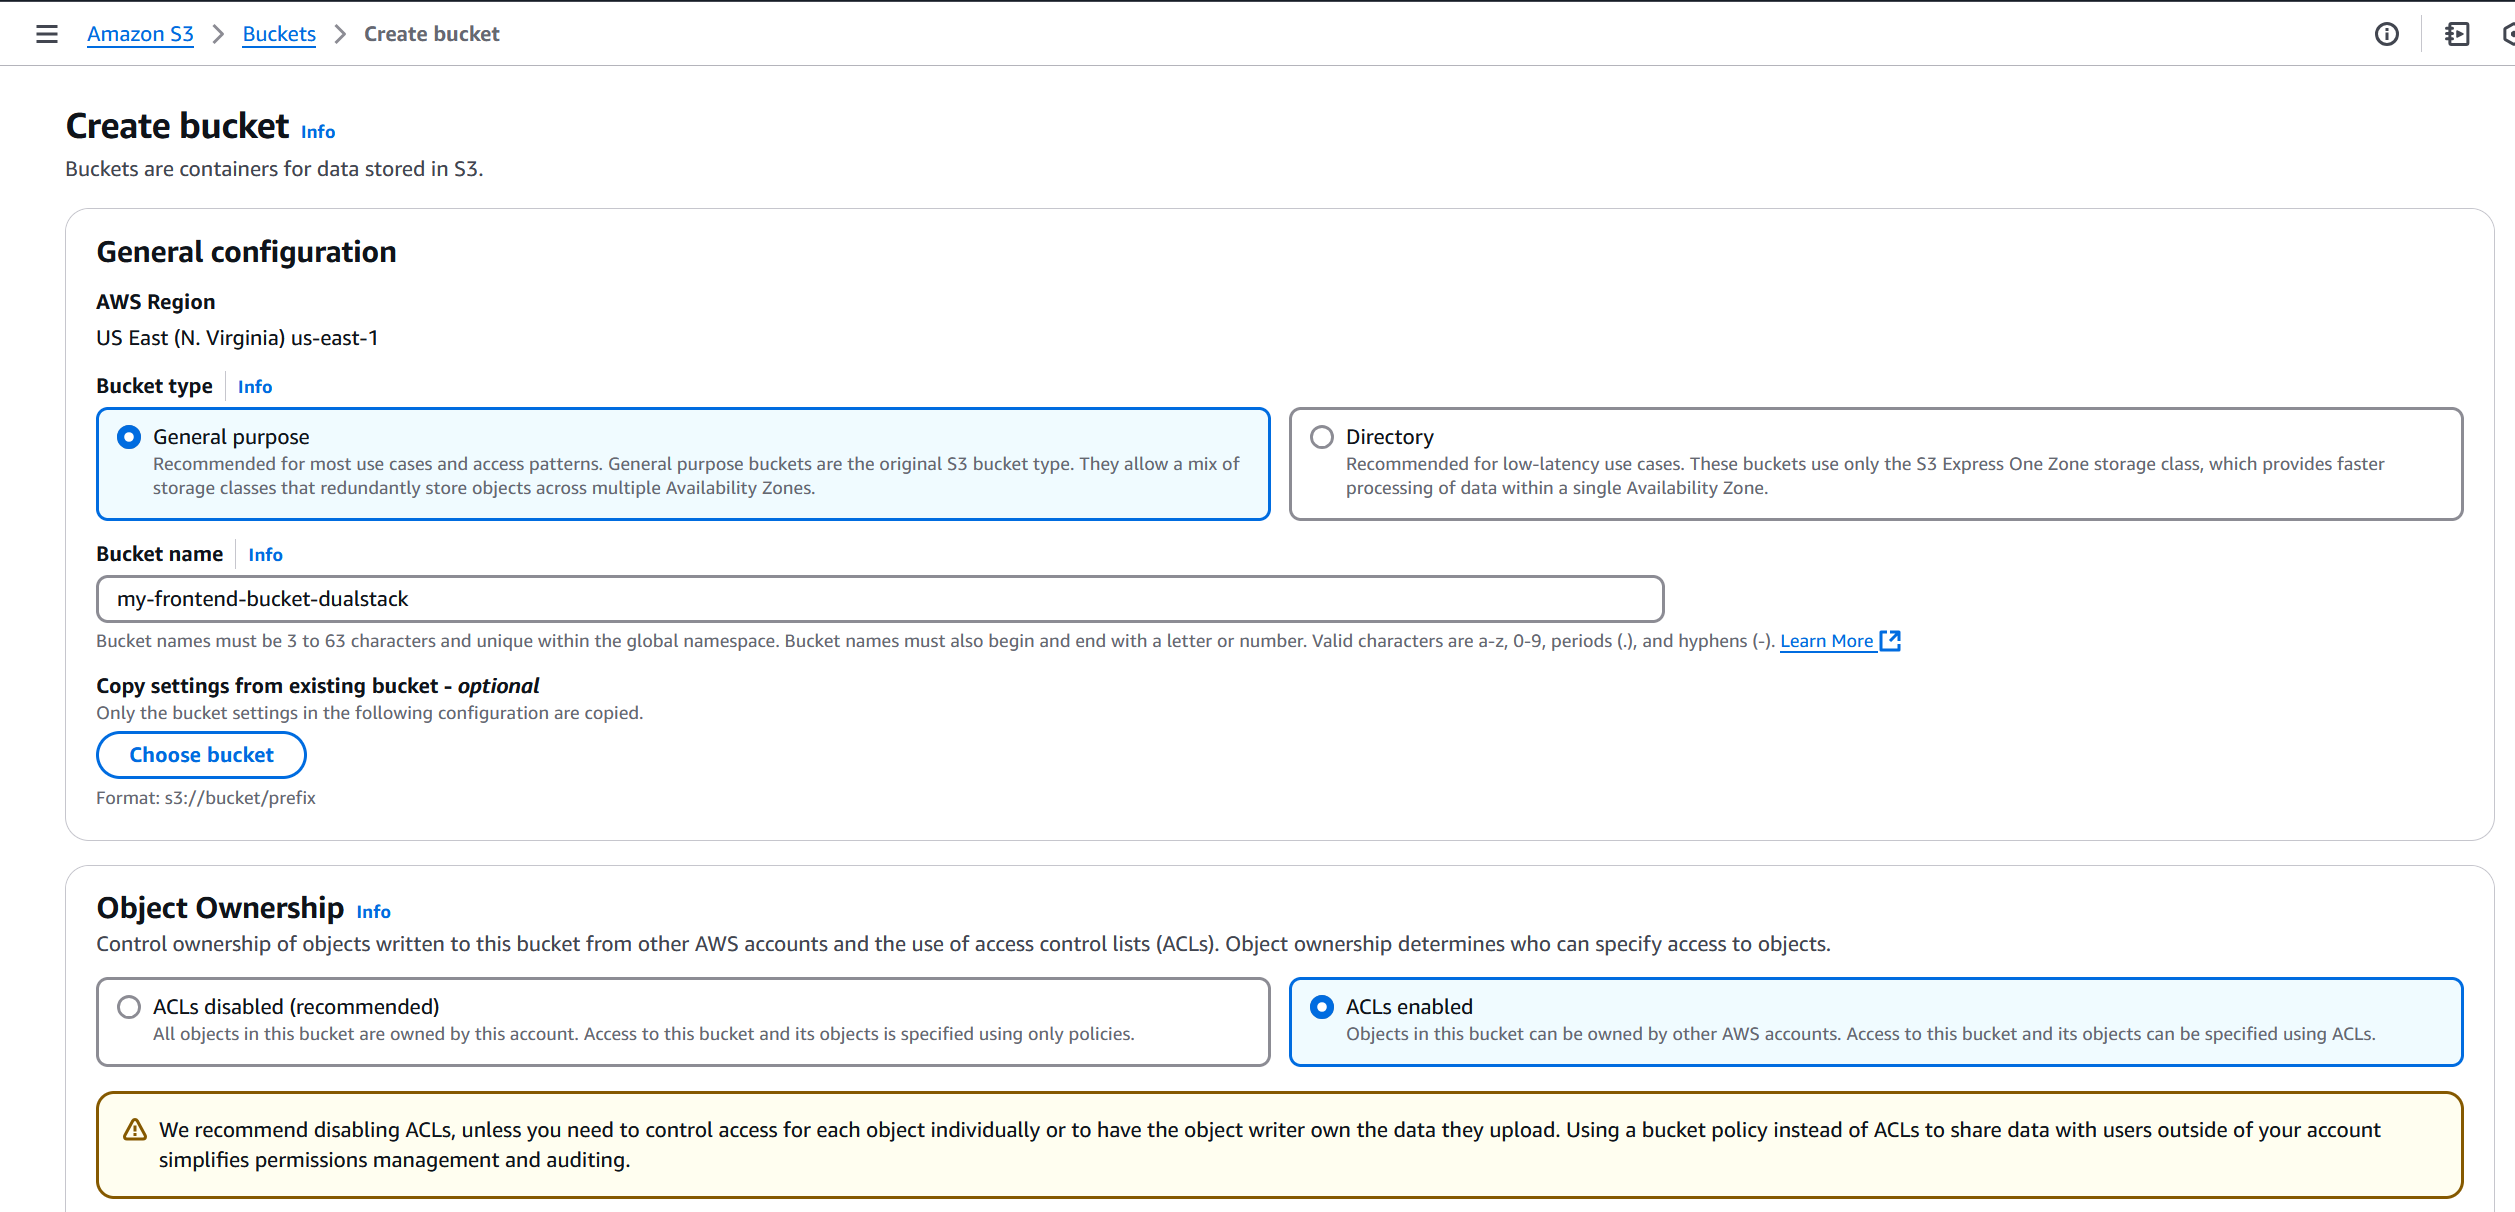 Amazon S3 > Buckets > Create bucket
Create bucket Info
Buckets are containers for data stored in S3.
General configuration
AWS Region
US East (N. Virginia) us-east-1
Bucket type Info
General purpose
Recommended for most use cases and access patterns. General purpose buckets are the original S3 bucket type. They allow a mix of
storage classes that redundantly store objects across multiple Availability Zones.
Directory
Recommended for low-latency use cases. These buckets use only the S3 Express One Zone storage class, which provides faster
processing of data within a single Availability Zone.
Bucket name Info
my-frontend-bucket-dualstack
Bucket names must be 3 to 63 characters and unique within the global namespace. Bucket names must also begin and end with a letter or number. Valid characters are a-z, 0-9, periods (.), and hyphens (-). Learn More
Copy settings from existing bucket - optional
Only the bucket settings in the following configuration are copied.
Choose bucket
Format: s3://bucket/prefix
Object Ownership Info
Control ownership of objects written to this bucket from other AWS accounts and the use of access control lists (ACLs). Object ownership determines who can specify access to objects.
ACLs disabled (recommended)
All objects in this bucket are owned by this account. Access to this bucket and its objects is specified using only policies.
ACLs enabled
Objects in this bucket can be owned by other AWS accounts. Access to this bucket and its objects can be specified using ACLs.
We recommend disabling ACLs, unless you need to control access for each object individually or to have the object writer own the data they upload. Using a bucket policy instead of ACLs to share data with users outside of your account
simplifies permissions management and auditing.